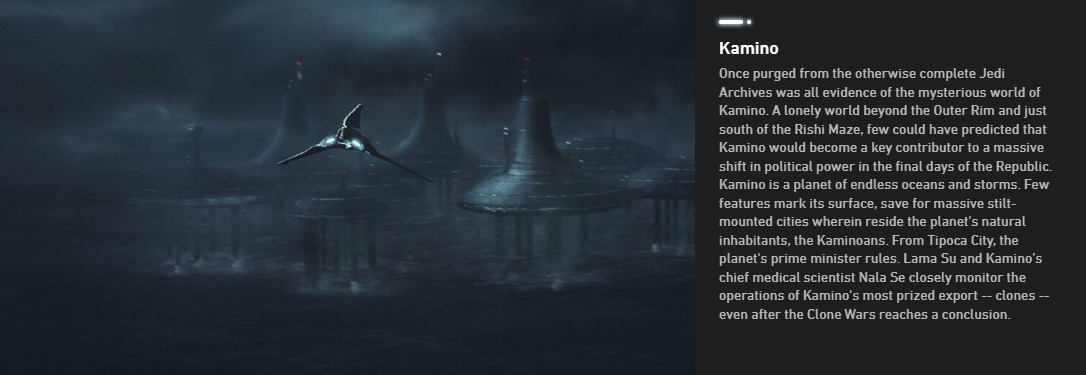 Kamino
Once purged from the otherwise complete Jedi
Archives was all evidence of the mysterious world of
Kamino. A lonely world beyond the Outer Rim and just
south of the Rishi Maze, few could have predicted that
Kamino would become a key contributor to a massive
shift in political power in the final days of the Republic.
Kamino is a planet of endless oceans and storms. Few
features mark its surface, save for massive stilt-
mounted cities wherein reside the planet's natural
inhabitants, the Kaminoans. From Tipoca City, the
planet's prime minister rules. Lama Su and Kamino's
chief medical scientist Nala Se closely monitor the
operations of Kamino's most prized export -- clones --
even after the Clone Wars reaches a conclusion.